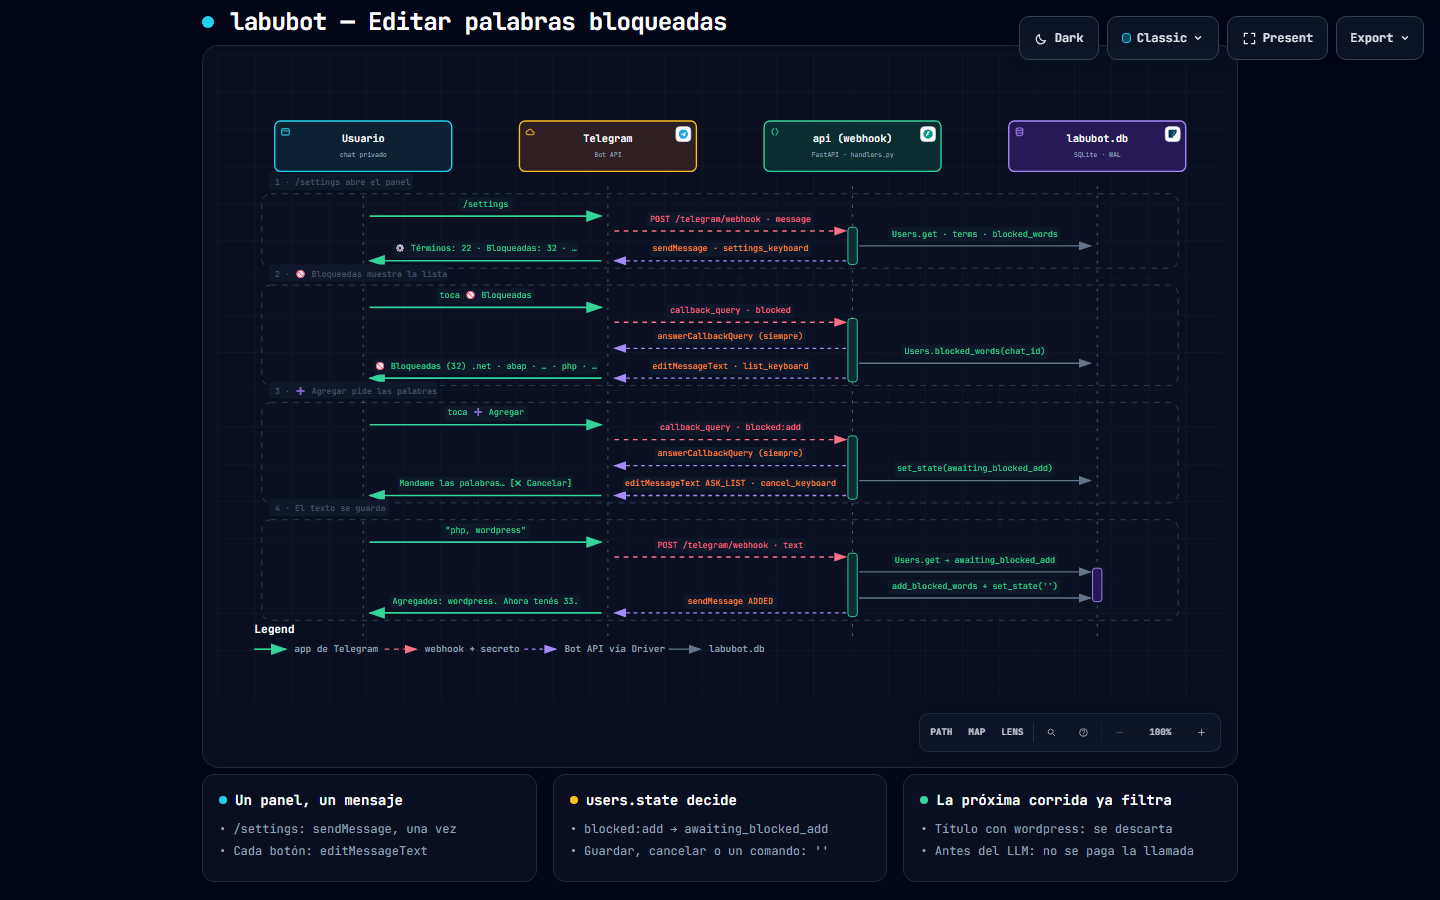 labubot — Editar palabras bloqueadas
Dark
Classic
Present
Export
Usuario
chat privado
Telegram
Bot API
api (webhook)
FastAPI · handlers.py
labubot.db
SQLite · WAL
1 · /settings abre el panel
/settings
POST /telegram/webhook · message
Users.get · terms · blocked_words
⚙ Términos: 22 · Bloqueadas: 32 · …
sendMessage · settings_keyboard
2 · 🚫 Bloqueadas muestra la lista
toca 🚫 Bloqueadas
callback_query · blocked
answerCallbackQuery (siempre)
Users.blocked_words(chat_id)
🚫 Bloqueadas (32) .net · abap · … · php · …
editMessageText · list_keyboard
3 · ➕ Agregar pide las palabras
toca ➕ Agregar
callback_query · blocked:add
answerCallbackQuery (siempre)
set_state(awaiting_blocked_add)
Mandame las palabras… [✕ Cancelar]
editMessageText ASK_LIST · cancel_keyboard
4 · El texto se guarda
"php, wordpress"
POST /telegram/webhook · text
Users.get → awaiting_blocked_add
add_blocked_words + set_state('')
Agregados: wordpress. Ahora tenés 33.
sendMessage ADDED
Legend
app de Telegram
webhook + secreto
Bot API vía Driver
labubot.db
PATH
MAP
LENS
−
100%
+
Un panel, un mensaje
• /settings: sendMessage, una vez
• Cada botón: editMessageText
users.state decide
• blocked:add → awaiting_blocked_add
• Guardar, cancelar o un comando: ''
La próxima corrida ya filtra
• Título con wordpress: se descarta
• Antes del LLM: no se paga la llamada